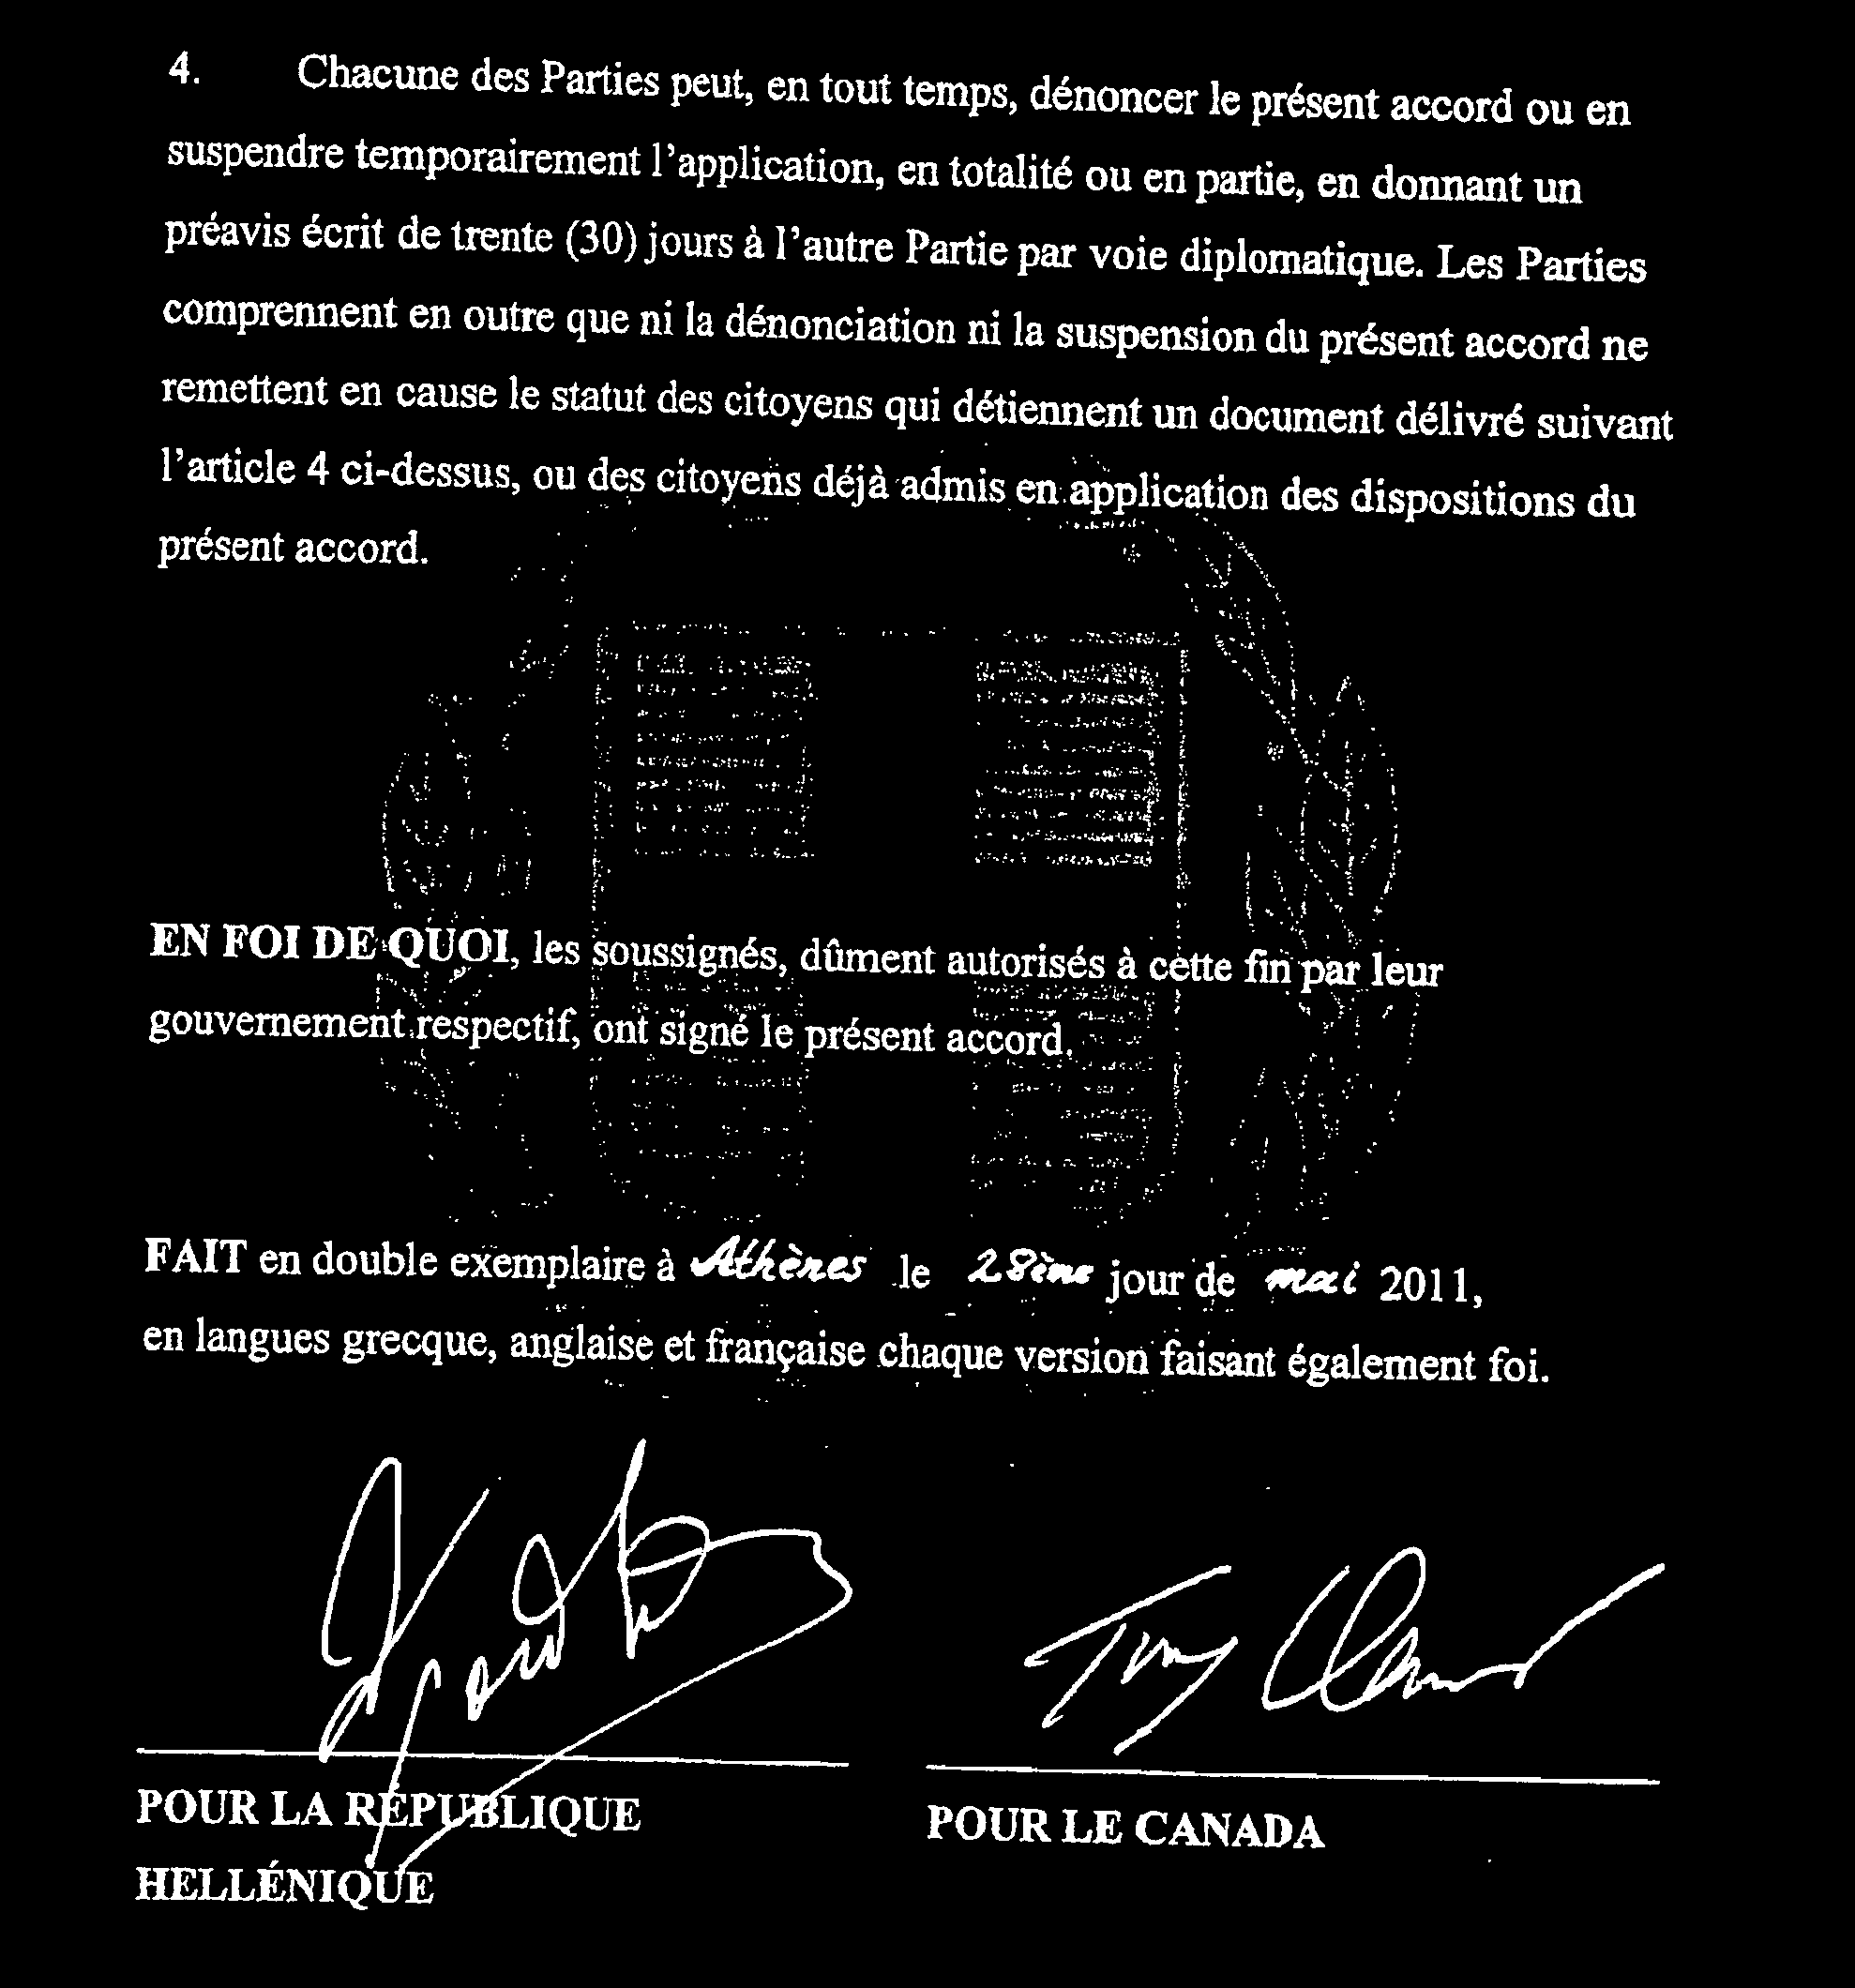 4. Chacune des Parties peut, en tout temps, dénoncer le présent accord ou en
suspendre temporairement l'application, en totalité ou en partie, en donnant un
préavis écrit de trente (30) jours à l'autre Partie par voie diplomatique. Les Parties
comprennent en outre que ni la dénonciation ni la suspension du présent accord ne
remettent en cause le statut des citoyens qui détiennent un document délivré suivant
l'article 4 ci-dessus, ou des citoyens déjà admis en application des dispositions du
présent accord.
EN FOI DE QUOI, les soussignés, dûment autorisés à cette fin par leur
gouvernement respectif, ont signé le présent accord.
FAIT en double exemplaire à Athènes le 28ème jour de mai 2011,
en langues grecque, anglaise et française chaque version faisant également foi.
Tony
POUR LA RÉPUBLIQUE
HELLÉNIQUE
POUR LE CANADA